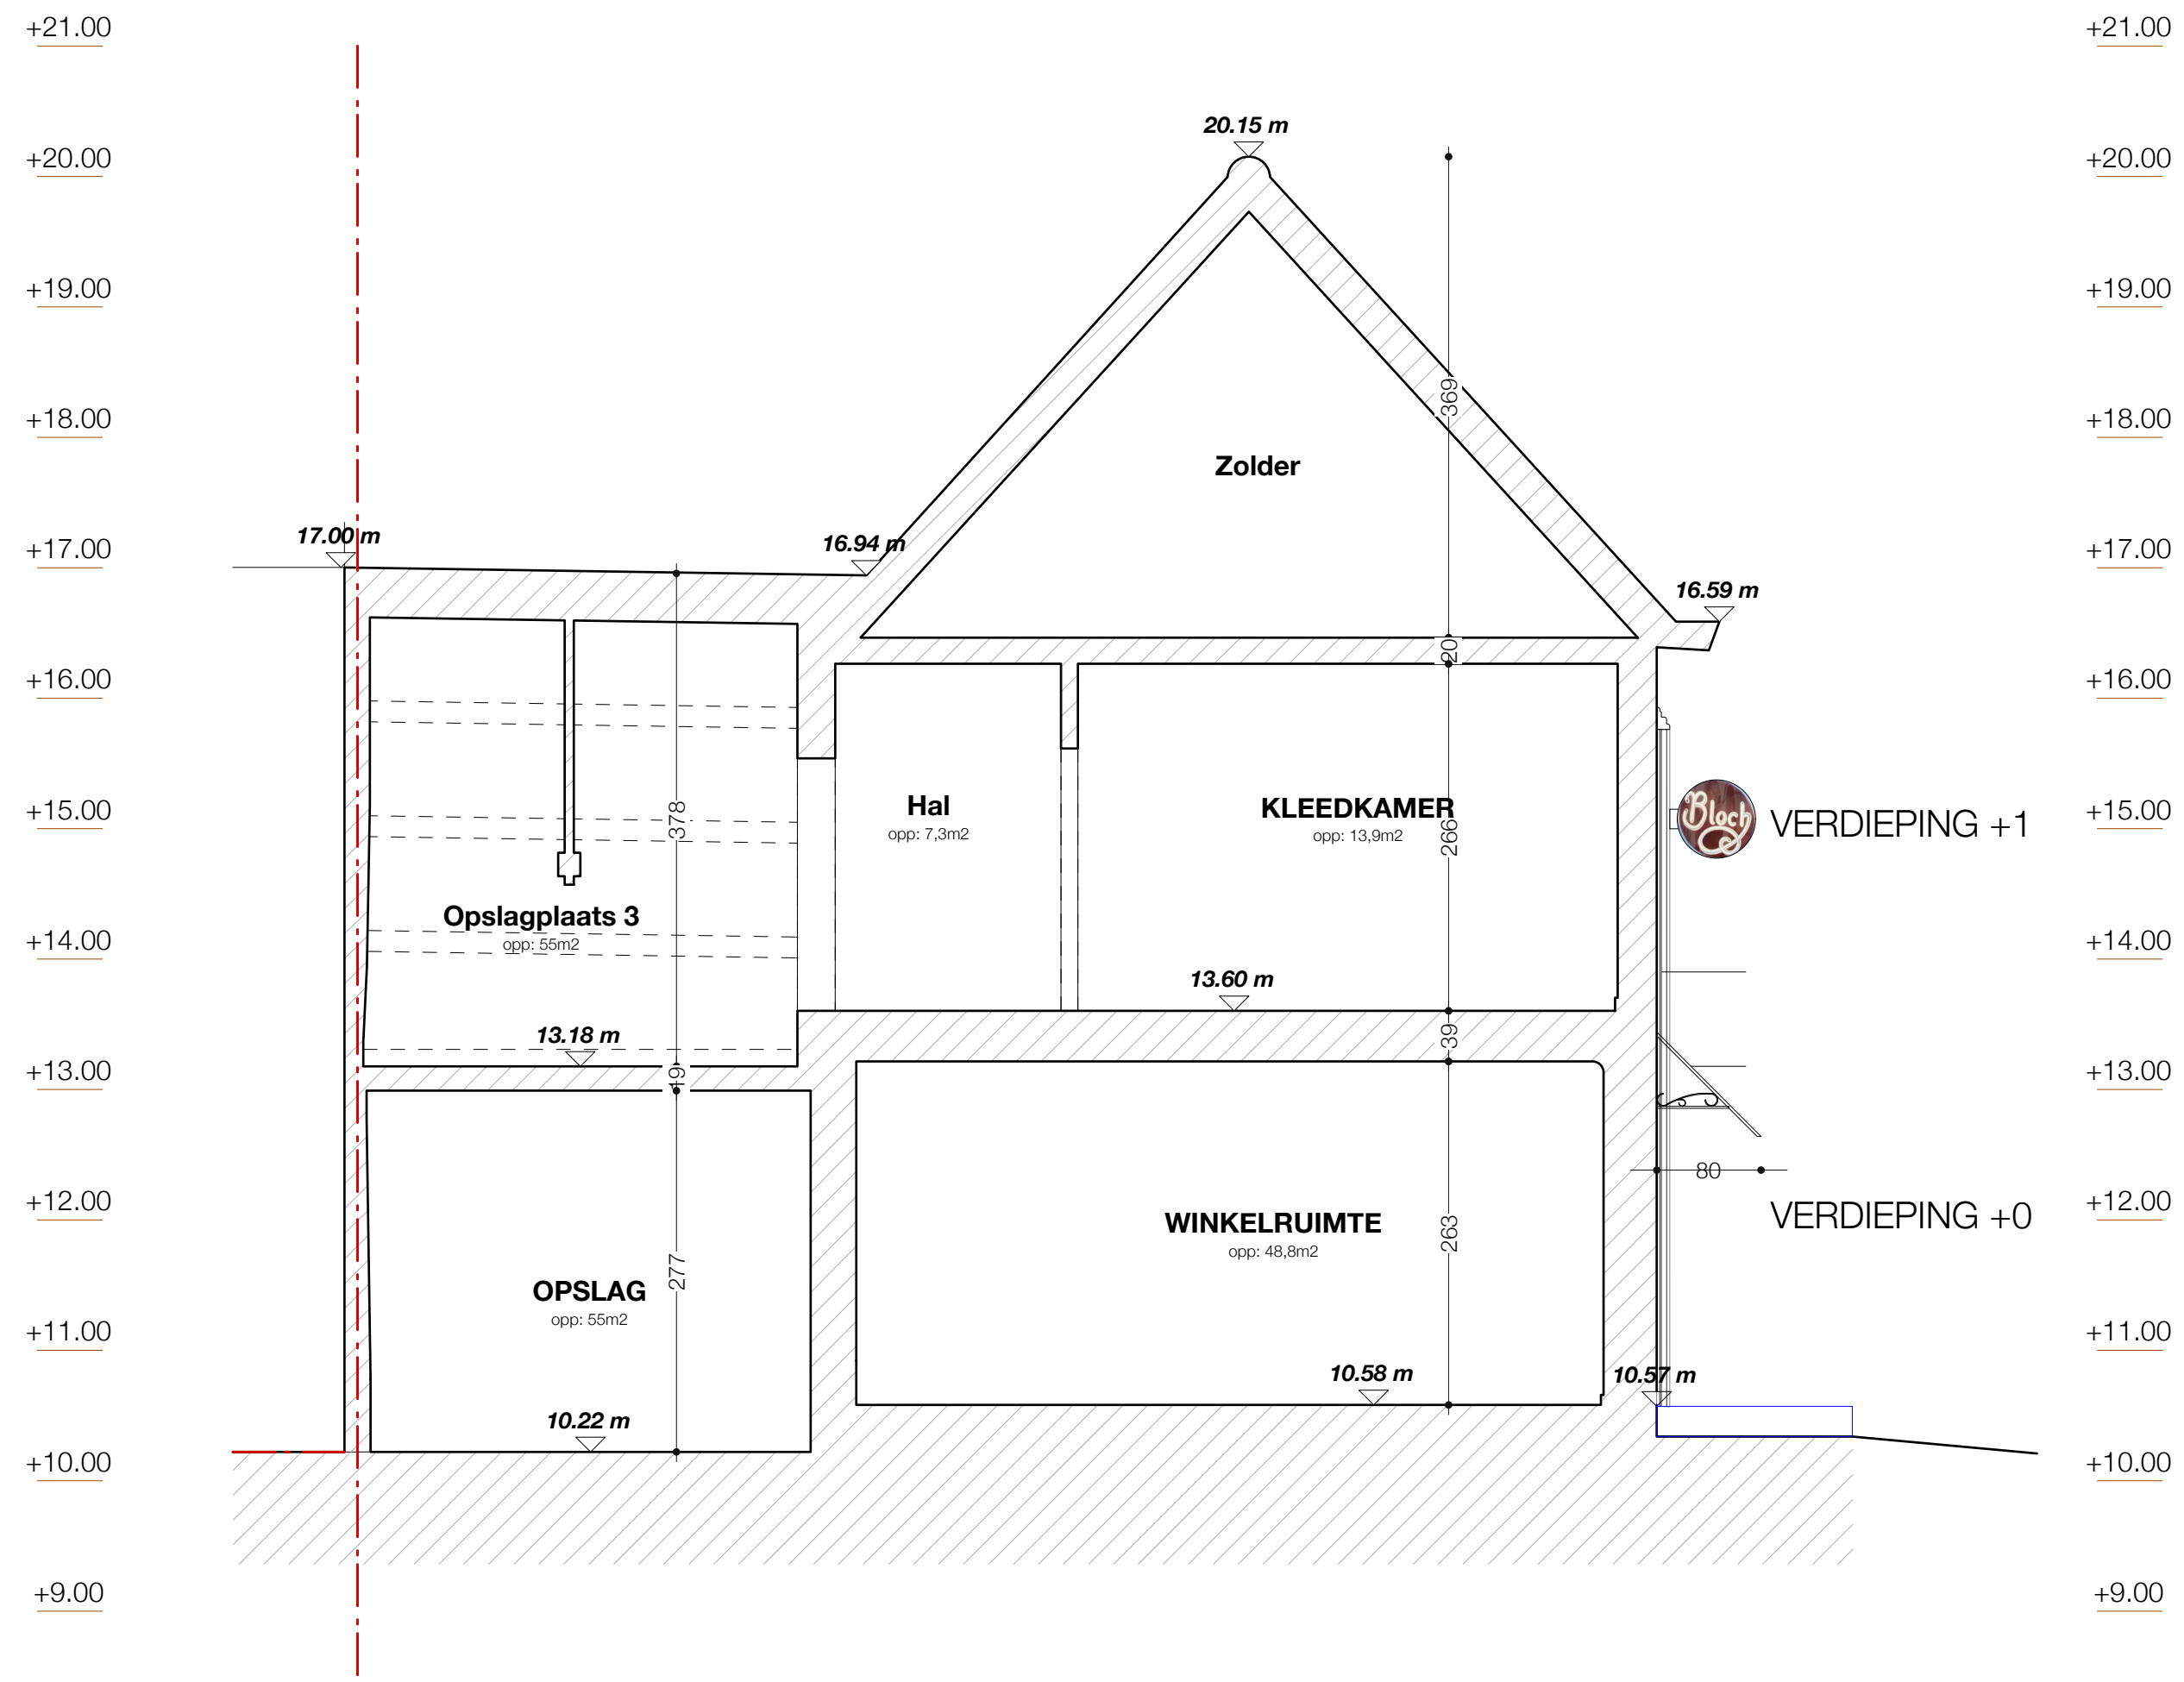 +21.00 +21.00
20.15 m
+20.00 +20.00
+19.00 +19.00
369
+18.00 +18.00
Zolder
17.00 m 16.94 m
+17.00 +17.00
16.59 m
20
+16.00 +16.00
+15.00 +15.00
378 Hal KLEEDKAMER Bloch VERDIEPING +1
opp: 7,3m2 opp: 13,9m2
266
Opslagplaats 3
opp: 55m2
+14.00 +14.00
13.60 m
13.18 m 39
+13.00 +13.00
19
80
+12.00 +12.00
WINKELRUIMTE 263 VERDIEPING +0
opp: 48,8m2
277
OPSLAG
opp: 55m2
+11.00 +11.00
10.58 m 10.57 m
10.22 m
+10.00 +10.00
+9.00 +9.00